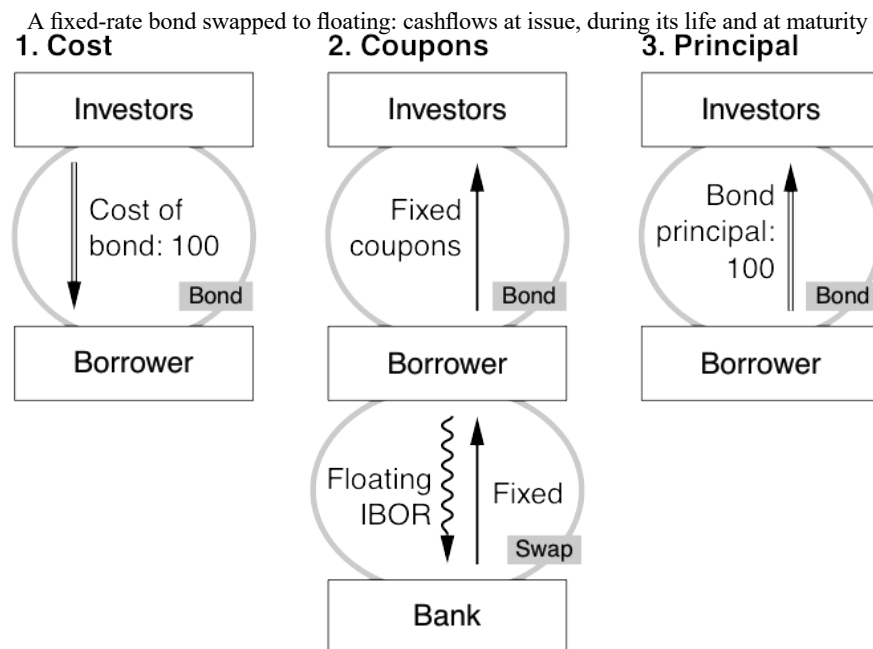 A fixed-rate bond swapped to floating: cashflows at issue, during its life and at maturity
1. Cost
Investors
Cost of
bond: 100
Bond
Borrower
2. Coupons
Investors
Fixed
coupons
Bond
Borrower
Floating
IBOR
Fixed
Swap
Bank
3. Principal
Investors
Bond
principal:
100
Bond
Borrower